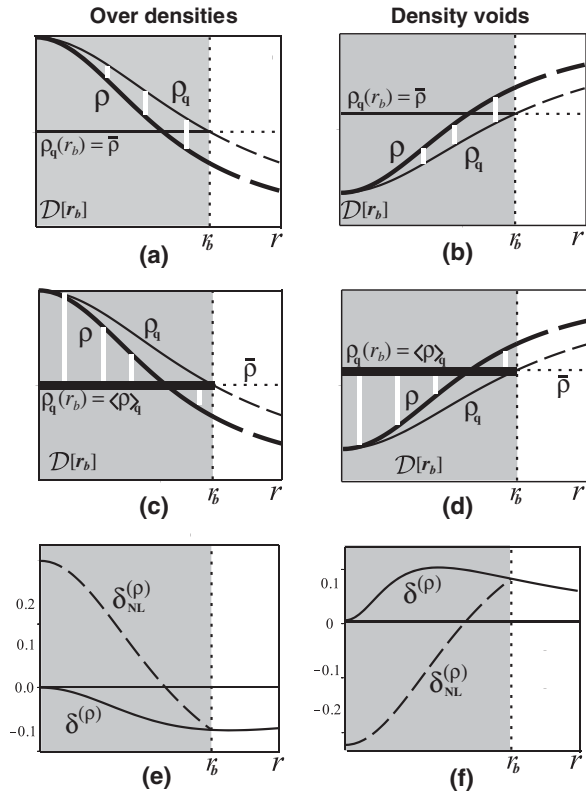 Over densities
Density voids
ρ
ρq
ρq(rb) = ρ̄
D[rb]
rb
r
(a)
ρq(rb) = ρ̄
ρ
ρq
D[rb]
rb
r
(b)
ρ
ρq
ρ̄
ρq(rb) = ⟨ρ⟩q
D[rb]
rb
r
(c)
ρq(rb) = ⟨ρ⟩q
ρ̄
ρ
ρq
D[rb]
rb
r
(d)
0.2
0.1
0.0
-0.1
δNL(ρ)
δ(ρ)
rb
r
(e)
0.1
0
-0.1
-0.2
δ(ρ)
δNL(ρ)
rb
r
(f)